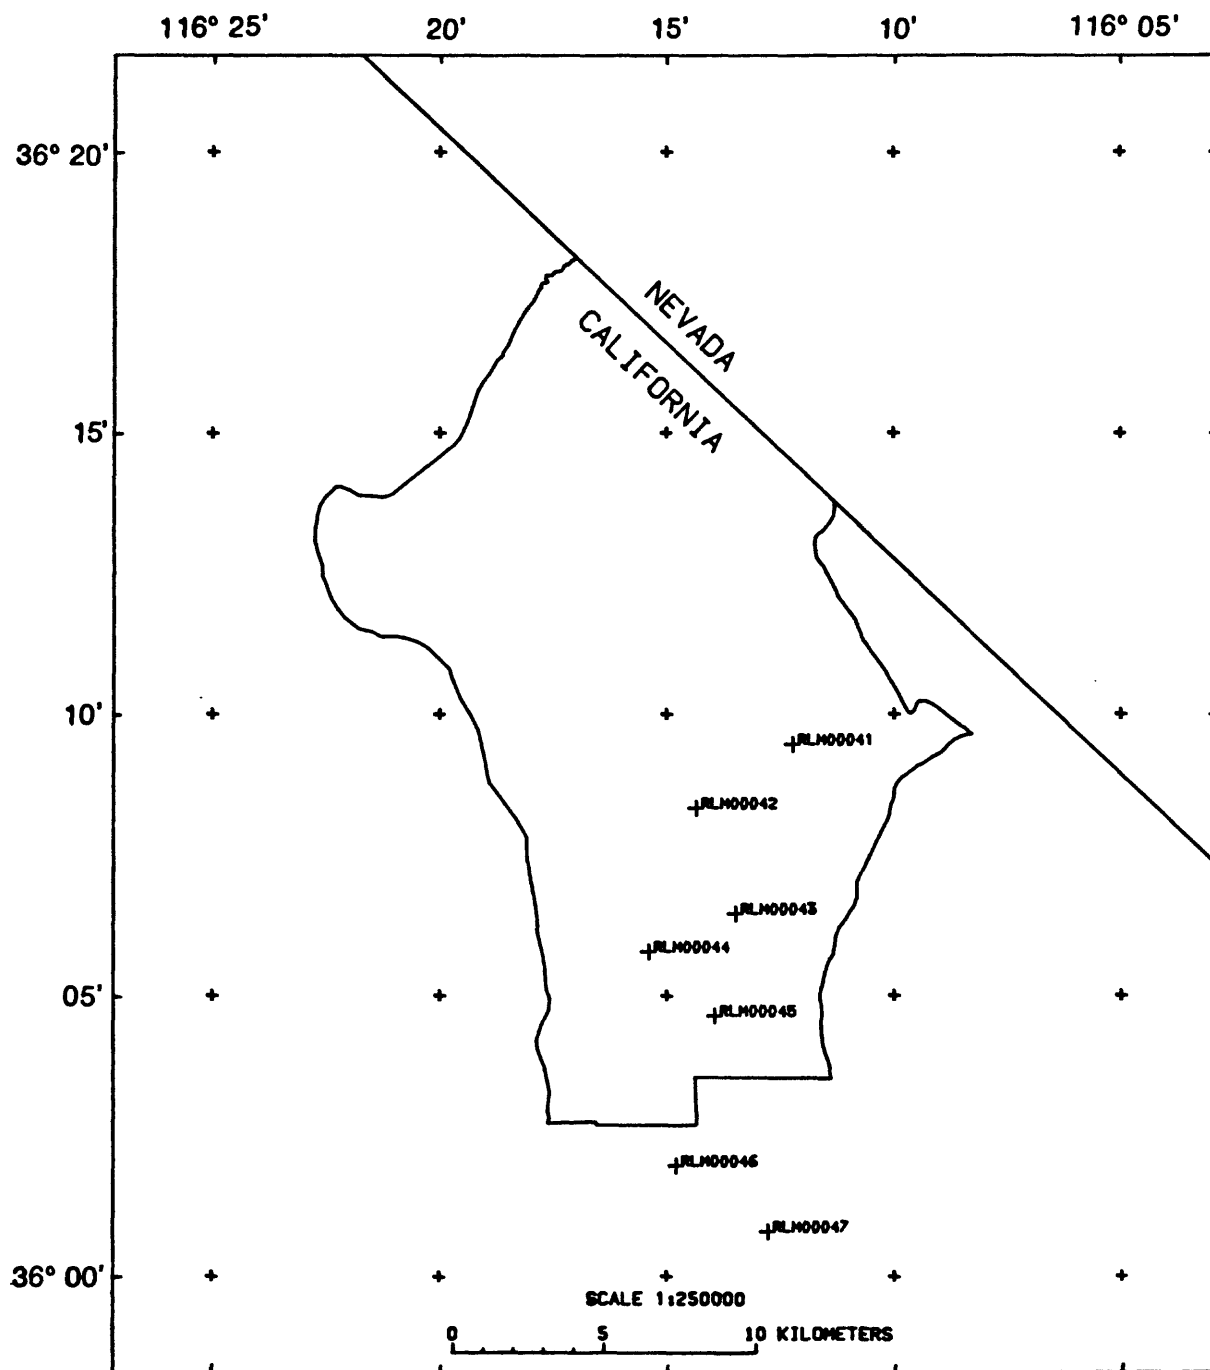 116° 25' 20' 15' 10' 116° 05'
36° 20'
NEVADA
CALIFORNIA
15'
10'
RLM00041
RLM00042
RLM00043
RLM00044
05'
RLM00045
RLM00046
RLM00047
36° 00'
SCALE 1:250000
0 5 10 KILOMETERS